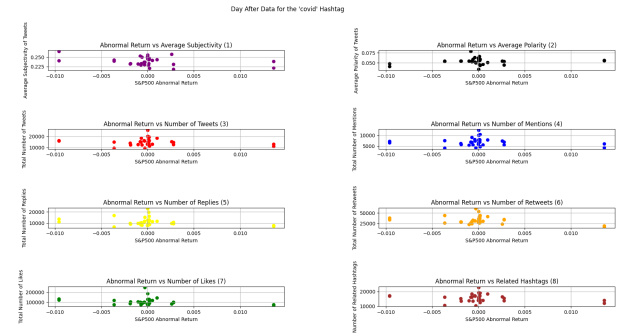 Day After Data for the 'covid' Hashtag
Abnormal Return vs Average Subjectivity (1)
Average Subjectivity of Tweets
0.250
0.225
−0.010 −0.005 0.000 0.005 0.010
S&P500 Abnormal Return
Abnormal Return vs Average Polarity (2)
Average Polarity of Tweets
0.075
0.050
−0.010 −0.005 0.000 0.005 0.010
S&P500 Abnormal Return
Abnormal Return vs Number of Tweets (3)
Total Number of Tweets
20000
10000
−0.010 −0.005 0.000 0.005 0.010
S&P500 Abnormal Return
Abnormal Return vs Number of Mentions (4)
Total Number of Mentions
10000
5000
−0.010 −0.005 0.000 0.005 0.010
S&P500 Abnormal Return
Abnormal Return vs Number of Replies (5)
Total Number of Replies
20000
10000
−0.010 −0.005 0.000 0.005 0.010
S&P500 Abnormal Return
Abnormal Return vs Number of Retweets (6)
Total Number of Retweets
50000
25000
−0.010 −0.005 0.000 0.005 0.010
S&P500 Abnormal Return
Abnormal Return vs Number of Likes (7)
Total Number of Likes
200000
100000
−0.010 −0.005 0.000 0.005 0.010
S&P500 Abnormal Return
Abnormal Return vs Related Hashtags (8)
Number of Related Hashtags
20000
10000
−0.010 −0.005 0.000 0.005 0.010
S&P500 Abnormal Return